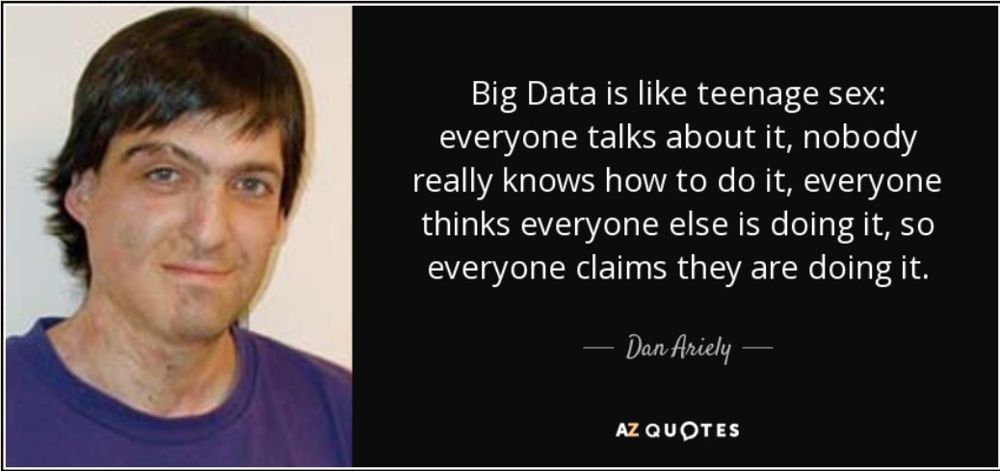 Big Data is like teenage sex:
everyone talks about it, nobody
really knows how to do it, everyone
thinks everyone else is doing it, so
everyone claims they are doing it.
Dan Ariely
AZ QUOTES